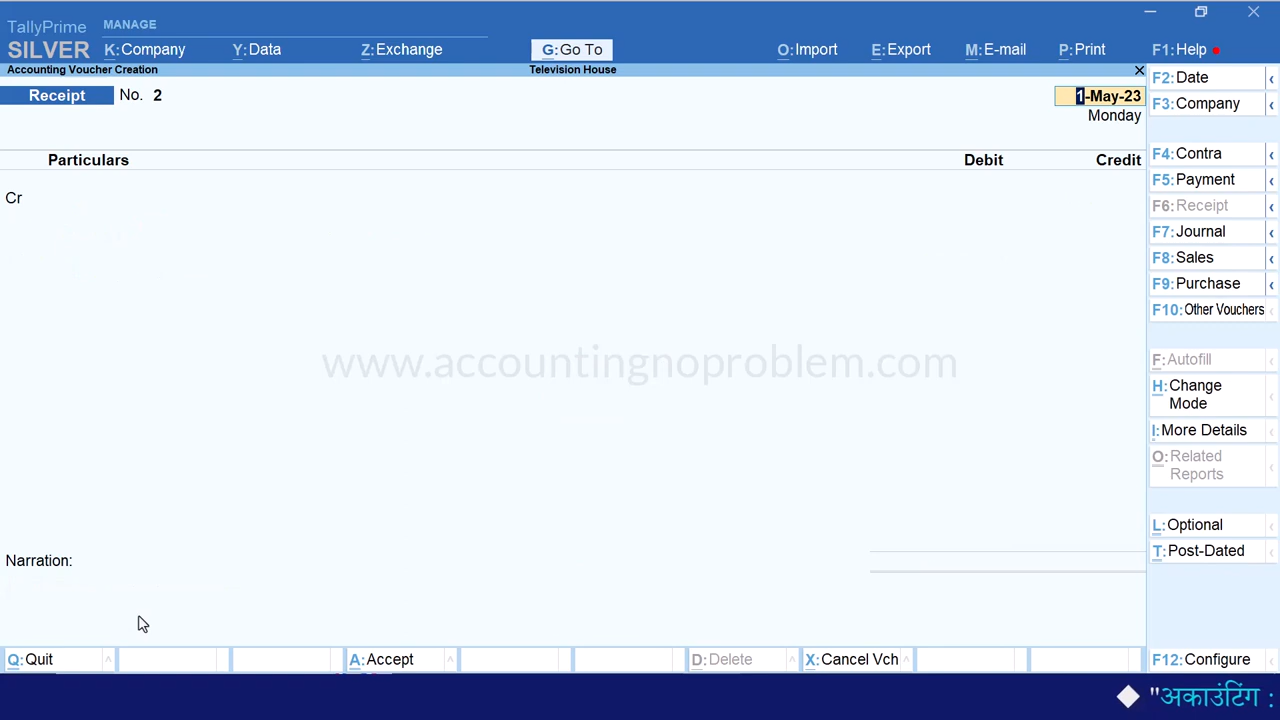 TallyPrime
MANAGE
SILVER
K:Company
Y:Data
Z:Exchange
G:Go To
O:Import
E:Export
M:E-mail
P:Print
F1:Help
Accounting Voucher Creation
Television House
Receipt No. 2
1-May-23
Monday
Particulars
Debit
Credit
Cr
www.accountingnoproblem.com
Narration:
F2:Date
F3:Company
F4:Contra
F5:Payment
F6:Receipt
F7:Journal
F8:Sales
F9:Purchase
F10:Other Vouchers
F:Autofill
H:Change
Mode
I:More Details
O:Related
Reports
L:Optional
T:Post-Dated
Q:Quit
A:Accept
D:Delete
X:Cancel Vch
F12:Configure
"अकाउंटिंग :